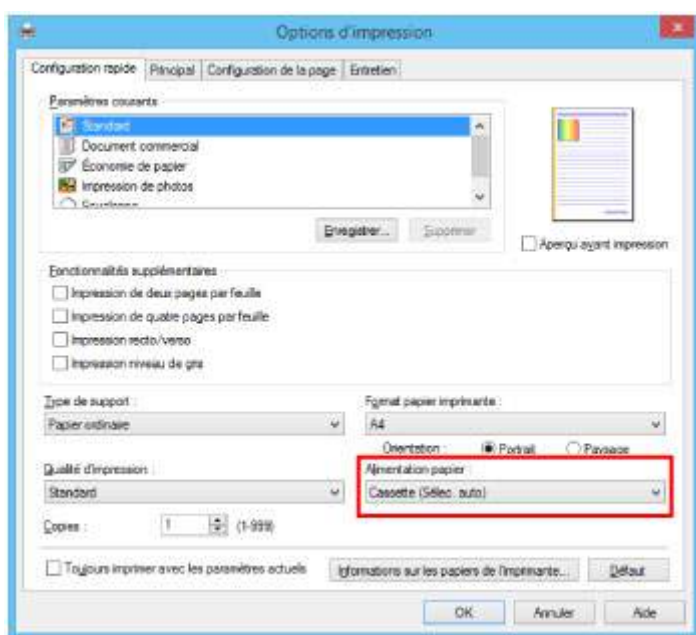 Options d'impression
Configuration rapide Principal Configuration de la page Entretien
Paramètres courants
Standard
Document commercial
Économie de papier
Impression de photos
Enregistrer... Supprimer
Aperçu avant impression
Fonctionnalités supplémentaires
Impression de deux pages par feuille
Impression de quatre pages par feuille
Impression recto/verso
Impression niveau de gris
Type de support :
Format papier imprimante :
Papier ordinaire
A4
Orientation : Portrait Paysage
Qualité d'impression :
Alimentation papier :
Standard
Cassette (Sélec. auto)
Copies : 1 (1-999)
Toujours imprimer avec les paramètres actuels
Informations sur les papiers de l'imprimante... Défaut
OK Annuler Aide